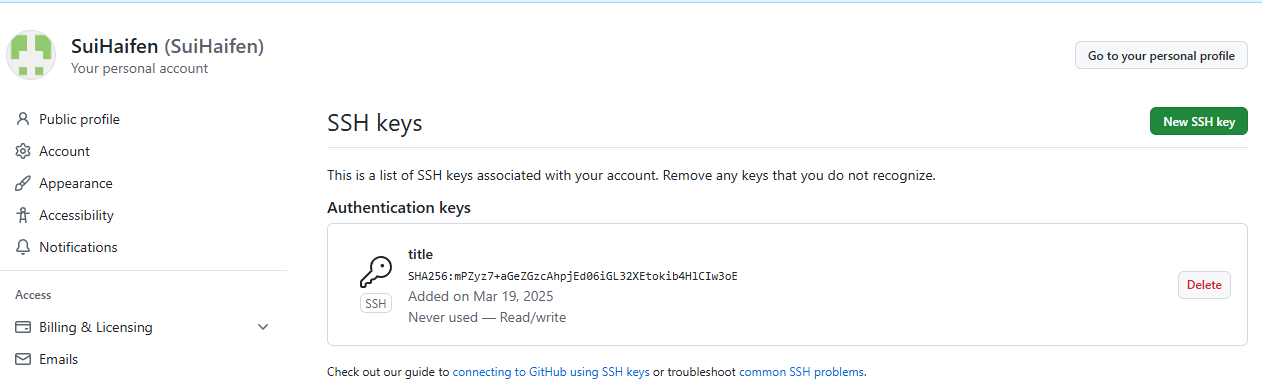 SuiHaifen (SuiHaifen)
Your personal account
Go to your personal profile
Public profile
Account
Appearance
Accessibility
Notifications
Access
Billing & Licensing
Emails
SSH keys
New SSH key
This is a list of SSH keys associated with your account. Remove any keys that you do not recognize.
Authentication keys
SSH
title
SHA256:mPZyz7+aGeZGzcAhpjEd06iGL32XEtokib4HlCIw3oE
Added on Mar 19, 2025
Never used — Read/write
Delete
Check out our guide to connecting to GitHub using SSH keys or troubleshoot common SSH problems.